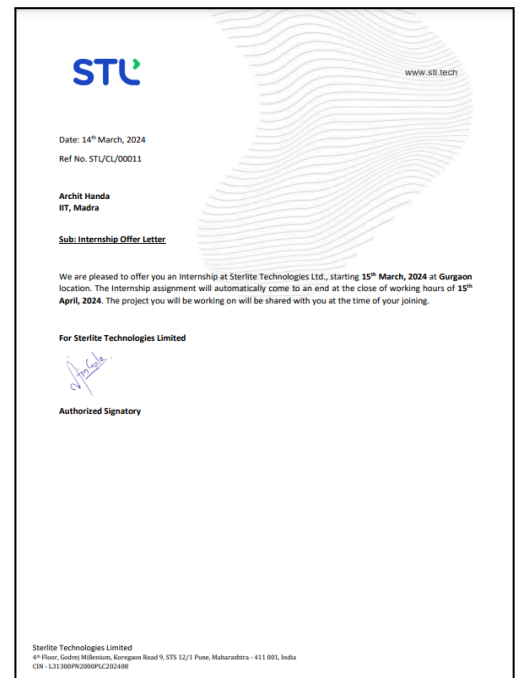 STL
www.stl.tech
Date: 14th March, 2024
Ref No. STL/CL/00011
Archit Handa
IIT, Madra
Sub: Internship Offer Letter
We are pleased to offer you an Internship at Sterlite Technologies Ltd., starting 15th March, 2024 at Gurgaon
location. The Internship assignment will automatically come to an end at the close of working hours of 15th
April, 2024. The project you will be working on will be shared with you at the time of your joining.
For Sterlite Technologies Limited
Authorized Signatory
Sterlite Technologies Limited
4th Floor, Godrej Millenium, Koregaon Road 9, STS 12/1 Pune, Maharashtra - 411 001, India
CIN - L31300PN2000PLC202408